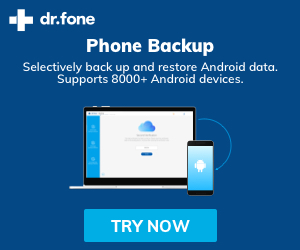 dr.fone
Phone Backup
Selectively back up and restore Android data.
Supports 8000+ Android devices.
TRY NOW